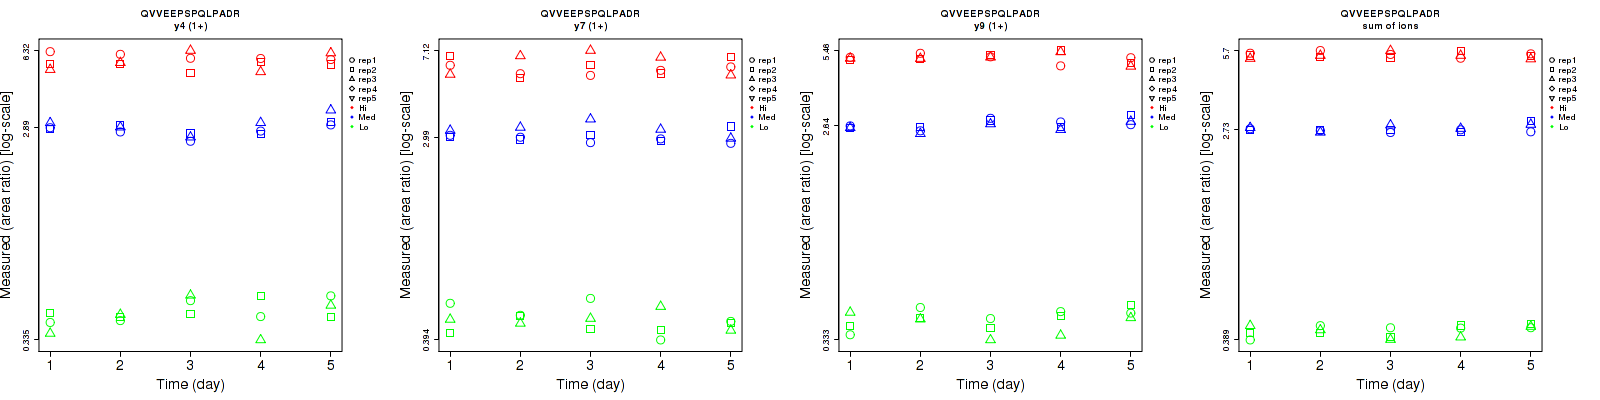 QVVEEPSPQLPADR
y4 (1+)
Measured (area ratio) [log-scale]
6.32
2.89
0.335
1 2 3 4 5
Time (day)
rep1
rep2
rep3
rep4
rep5
Hi
Med
Lo
QVVEEPSPQLPADR
y7 (1+)
Measured (area ratio) [log-scale]
7.12
2.99
0.394
1 2 3 4 5
Time (day)
rep1
rep2
rep3
rep4
rep5
Hi
Med
Lo
QVVEEPSPQLPADR
y9 (1+)
Measured (area ratio) [log-scale]
5.46
2.64
0.333
1 2 3 4 5
Time (day)
rep1
rep2
rep3
rep4
rep5
Hi
Med
Lo
QVVEEPSPQLPADR
sum of ions
Measured (area ratio) [log-scale]
5.7
2.73
0.389
1 2 3 4 5
Time (day)
rep1
rep2
rep3
rep4
rep5
Hi
Med
Lo